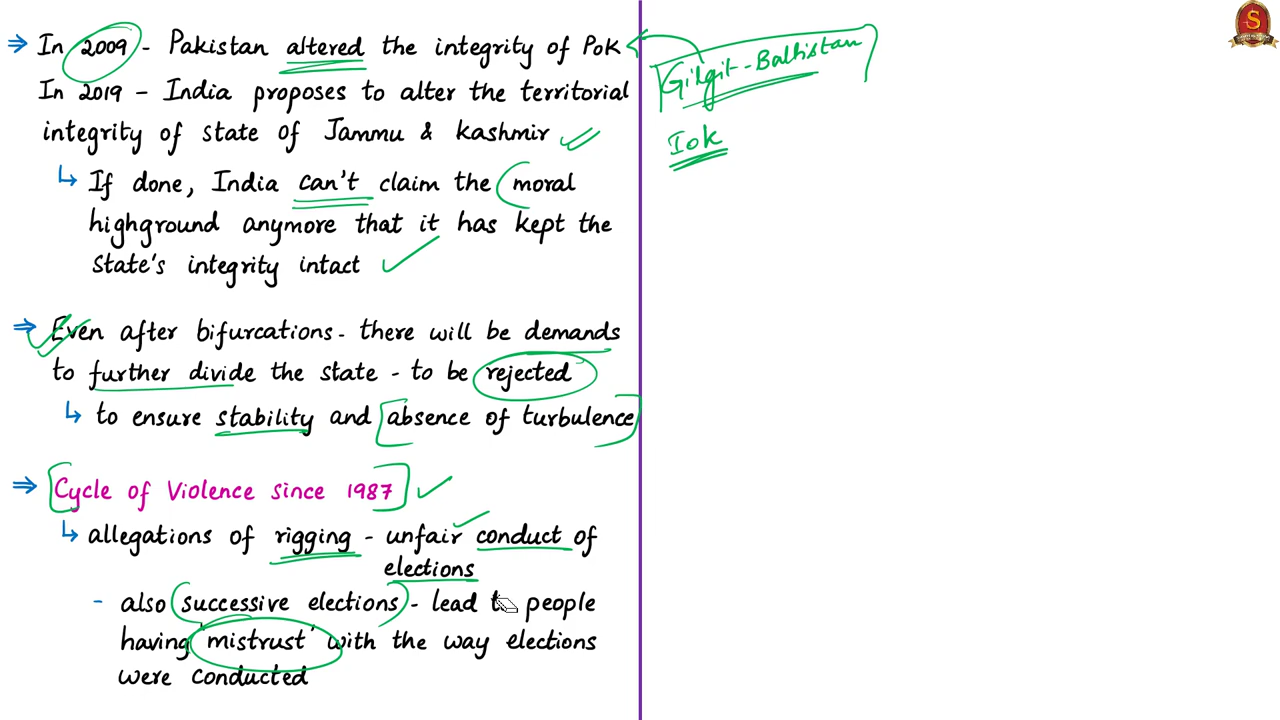 ⇒ In 2009 - Pakistan altered the integrity of PoK
In 2019 - India proposes to alter the territorial
integrity of state of Jammu & kashmir
↳ If done, India can't claim the moral
highground anymore that it has kept the
state's integrity intact
⇒ Even after bifurcations - there will be demands
to further divide the state - to be rejected
↳ to ensure stability and absence of turbulence
⇒ Cycle of Violence since 1987
↳ allegations of rigging - unfair conduct of
elections
- also successive elections - lead to people
having mistrust with the way elections
were conducted
Gilgit-Baltistan
IoK
S